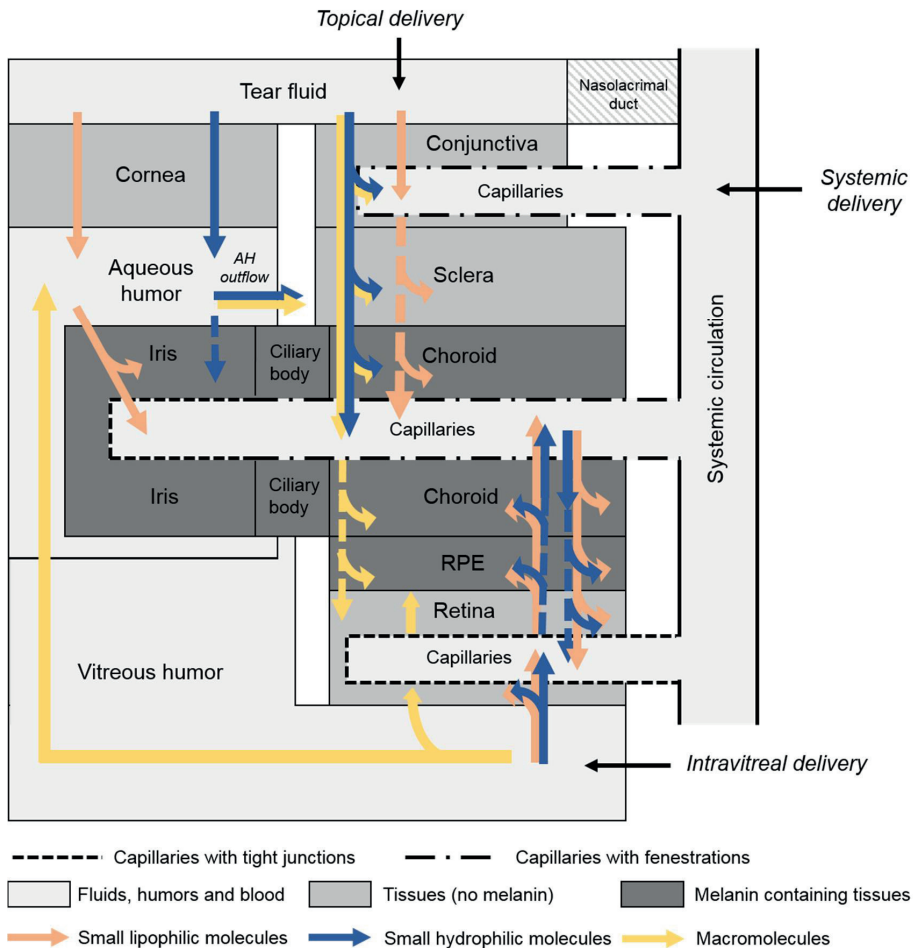 Topical delivery
Tear fluid
Nasolacrimal
duct
Conjunctiva
Cornea
Capillaries
Systemic
delivery
AH
outflow
Aqueous
humor
Sclera
Iris
Ciliary
body
Choroid
Capillaries
Systemic circulation
Iris
Ciliary
body
Choroid
RPE
Retina
Capillaries
Vitreous humor
Intravitreal delivery
Capillaries with tight junctions
Capillaries with fenestrations
Fluids, humors and blood
Tissues (no melanin)
Melanin containing tissues
Small lipophilic molecules
Small hydrophilic molecules
Macromolecules